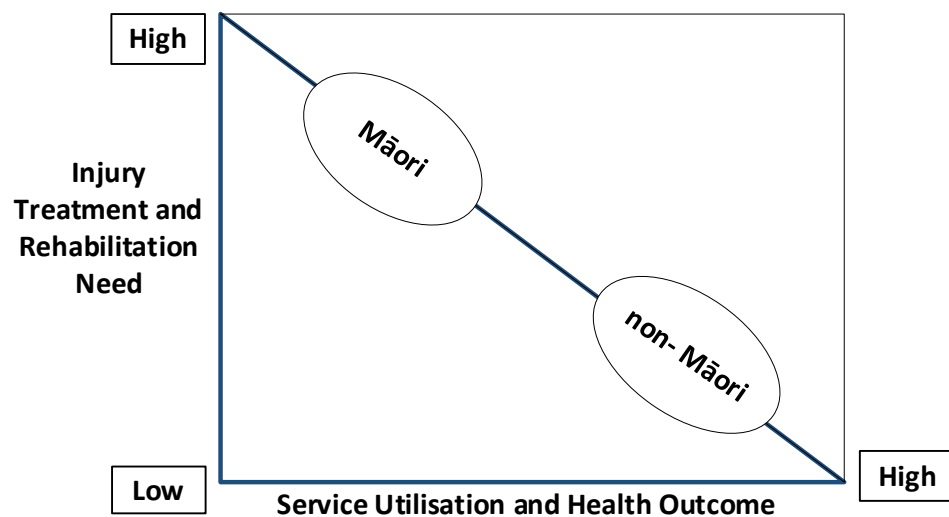 High
Injury
Treatment and
Rehabilitation
Need
Māori
non- Māori
Low
Service Utilisation and Health Outcome
High